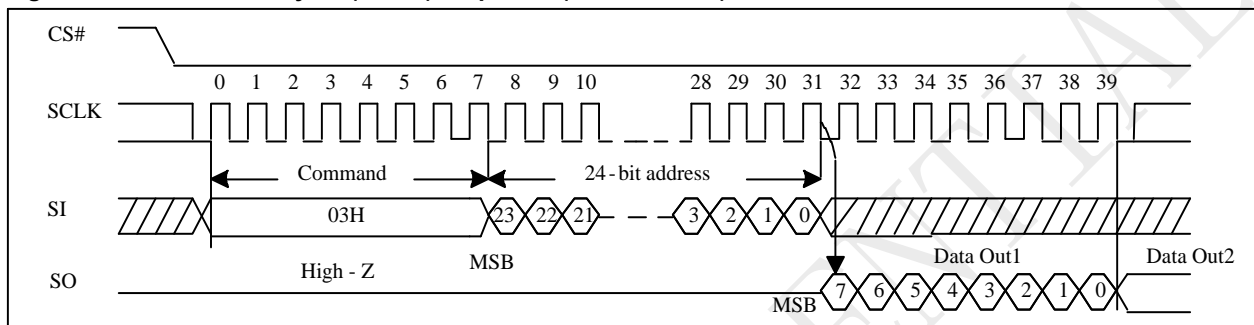 CS#
0 1 2 3 4 5 6 7 8 9 10 28 29 30 31 32 33 34 35 36 37 38 39
SCLK
Command 24-bit address
SI 03H 23 22 21 3 2 1 0
High - Z MSB Data Out1 Data Out2
SO MSB 7 6 5 4 3 2 1 0